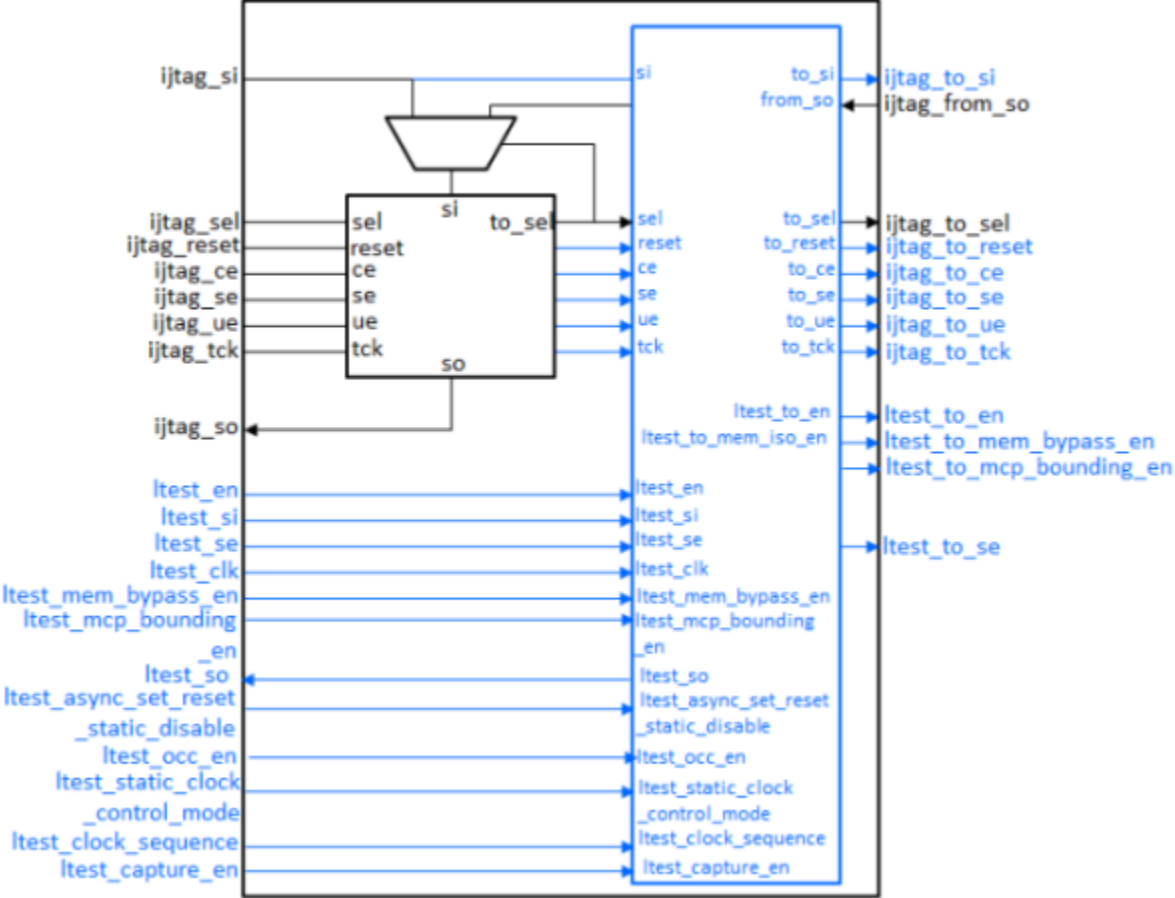 ijtag_si
si
to_si
ijtag_to_si
from_so
ijtag_from_so
ijtag_sel
sel
si
to_sel
sel
to_sel
ijtag_to_sel
ijtag_reset
reset
reset
to_reset
ijtag_to_reset
ijtag_ce
ce
ce
to_ce
ijtag_to_ce
ijtag_se
se
se
to_se
ijtag_to_se
ijtag_ue
ue
ue
to_ue
ijtag_to_ue
ijtag_tck
tck
so
tck
to_tck
ijtag_to_tck
ijtag_so
ltest_to_en
ltest_to_en
ltest_to_mem_iso_en
ltest_to_mem_bypass_en
ltest_to_mcp_bounding_en
ltest_en
ltest_en
ltest_si
ltest_si
ltest_se
ltest_se
ltest_to_se
ltest_clk
ltest_clk
ltest_mem_bypass_en
ltest_mem_bypass_en
ltest_mcp_bounding
_en
ltest_mcp_bounding
_en
ltest_so
ltest_so
ltest_async_set_reset
_static_disable
ltest_async_set_reset
_static_disable
ltest_occ_en
ltest_occ_en
ltest_static_clock
_control_mode
ltest_static_clock
_control_mode
ltest_clock_sequence
ltest_clock_sequence
ltest_capture_en
ltest_capture_en